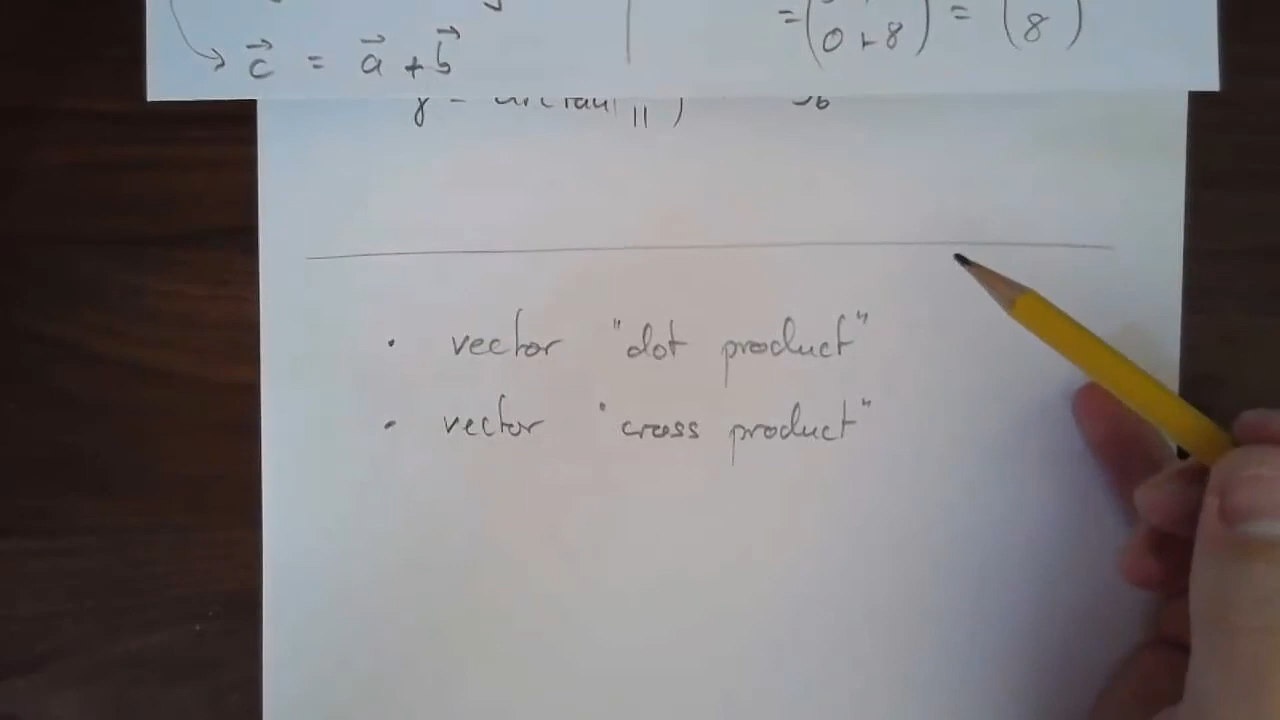 c⃗ = a⃗ + b⃗
= ( 0 + 8 ) = ( 8 )
• vector "dot product"
• vector "cross product"